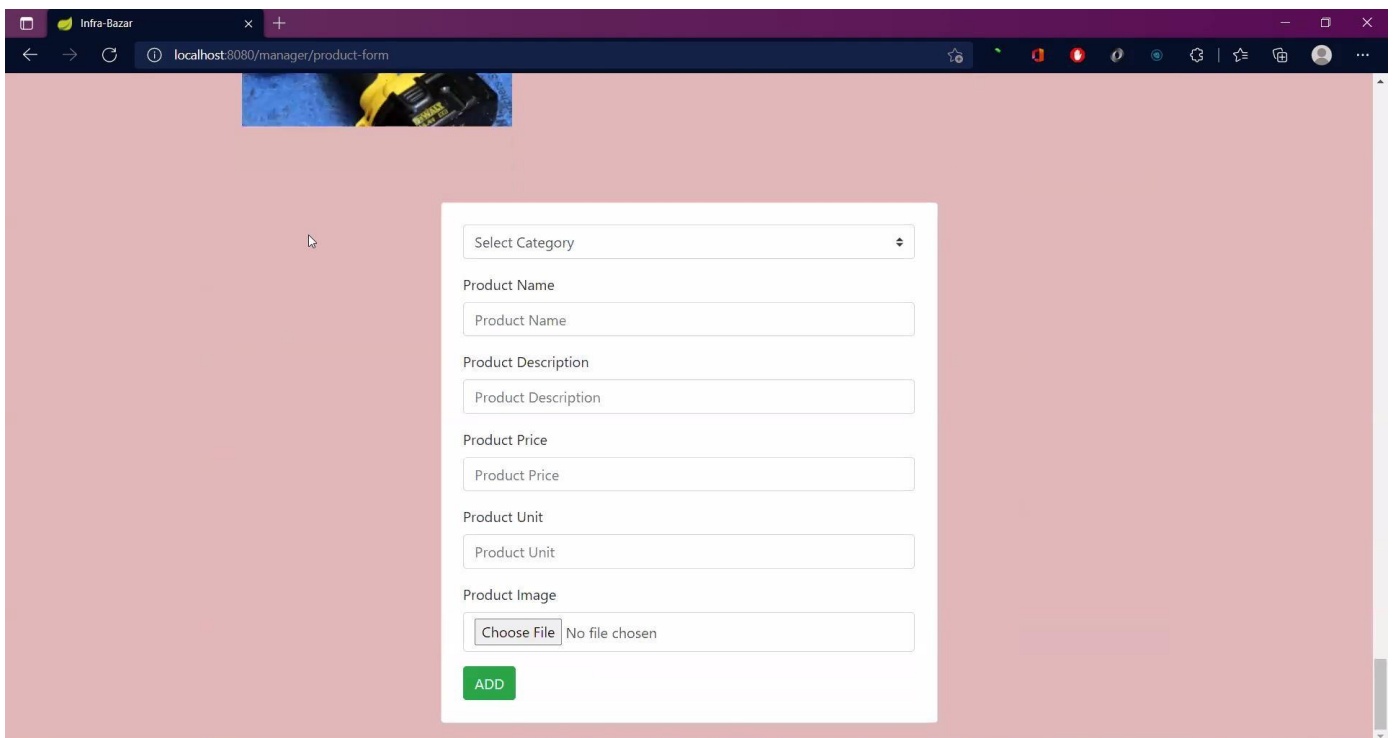 Infra-Bazar
localhost:8080/manager/product-form
DEWALT
Select Category
Product Name
Product Name
Product Description
Product Description
Product Price
Product Price
Product Unit
Product Unit
Product Image
Choose File No file chosen
ADD